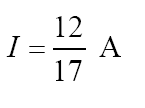 I = 12/17 A